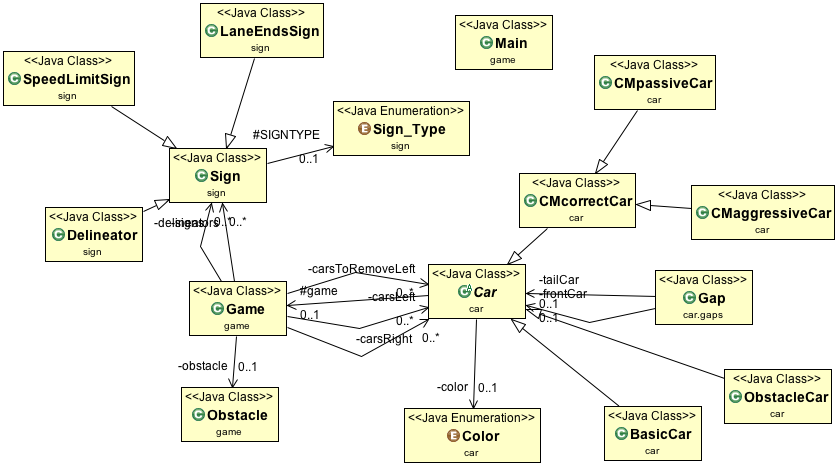 <<Java Class>>
LaneEndsSign
sign
<<Java Class>>
Main
game
<<Java Class>>
SpeedLimitSign
sign
<<Java Class>>
CMpassiveCar
car
<<Java Enumeration>>
Sign_Type
sign
#SIGNTYPE
0..1
<<Java Class>>
Sign
sign
<<Java Class>>
CMcorrectCar
car
<<Java Class>>
CMaggressiveCar
car
<<Java Class>>
Delineator
sign
-delineators
-signs
0..*
0..*
<<Java Class>>
Game
game
-carsToRemoveLeft
0..*
#game
0..1
-carsLeft
0..*
-carsRight
0..*
<<Java Class>>
Car
car
-tailCar
0..1
-frontCar
0..1
<<Java Class>>
Gap
car.gaps
-obstacle
0..1
<<Java Class>>
Obstacle
game
-color
0..1
<<Java Enumeration>>
Color
car
<<Java Class>>
BasicCar
car
<<Java Class>>
ObstacleCar
car